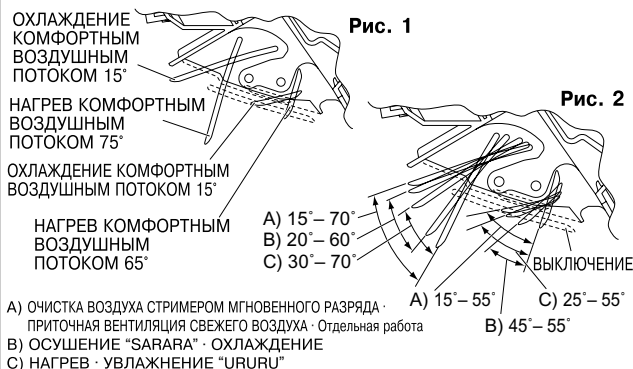 ОХЛАЖДЕНИЕ
КОМФОРТНЫМ
ВОЗДУШНЫМ
ПОТОКОМ 15˚
Рис. 1
НАГРЕВ КОМФОРТНЫМ
ВОЗДУШНЫМ
ПОТОКОМ 75˚
ОХЛАЖДЕНИЕ КОМФОРТНЫМ
ВОЗДУШНЫМ ПОТОКОМ 15˚
НАГРЕВ КОМФОРТНЫМ
ВОЗДУШНЫМ
ПОТОКОМ 65˚
Рис. 2
A) 15˚– 70˚
B) 20˚– 60˚
C) 30˚– 70˚
ВЫКЛЮЧЕНИЕ
A) 15˚– 55˚
C) 25˚– 55˚
B) 45˚– 55˚
A) ОЧИСТКА ВОЗДУХА СТРИМЕРОМ МГНОВЕННОГО РАЗРЯДА ·
ПРИТОЧНАЯ ВЕНТИЛЯЦИЯ СВЕЖЕГО ВОЗДУХА · Отдельная работа
B) ОСУШЕНИЕ “SARARA” · ОХЛАЖДЕНИЕ
C) НАГРЕВ · УВЛАЖНЕНИЕ “URURU”